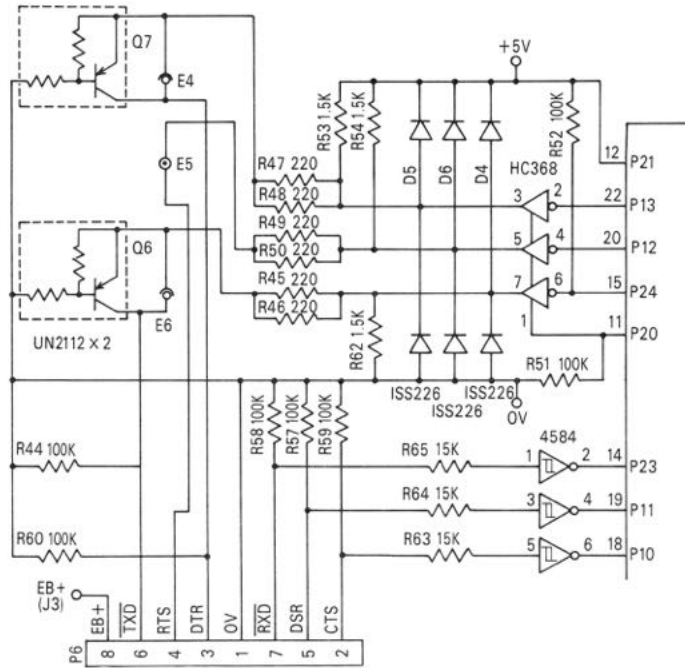 Q7
E4
+5V
R53 1.5K
R54 1.5K
R52 100K
D5
D6
D4
HC368
12
P21
E5
R47 220
R48 220
3
2
22
P13
R49
220
R50 220
5
4
20
P12
Q6
R45 220
R46 220
7
6
15
P24
E6
1
11
P20
UN2112 × 2
R62 1.5K
R51 100K
ISS226
ISS226
ISS226
0V
R58 100K
R57 100K
R59 100K
R44 100K
R65 15K
4584
1
2
14
P23
R64 15K
3
4
19
P11
R60 100K
R63 15K
5
6
18
P10
EB+
(J3)
EB+
TXD
RTS
DTR
0V
RXD
DSR
CTS
P6
8
6
4
3
1
7
5
2